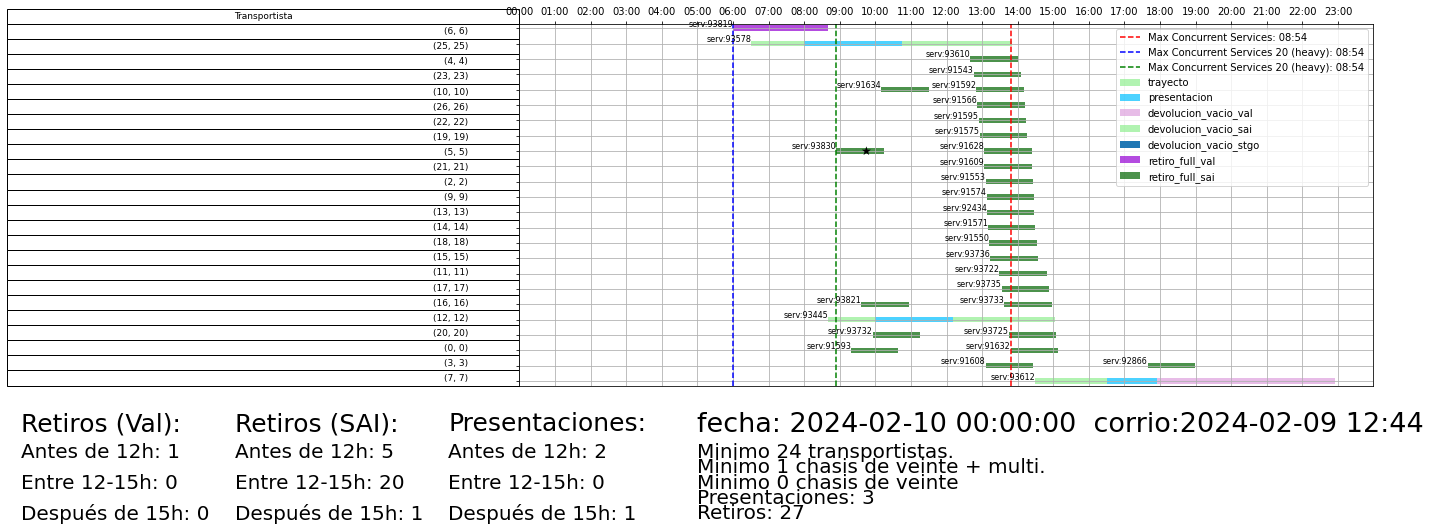 Transportista
00:00 01:00 02:00 03:00 04:00 05:00 06:00 07:00 08:00 09:00 10:00 11:00 12:00 13:00 14:00 15:00 16:00 17:00 18:00 19:00 20:00 21:00 22:00 23:00
(6, 6) serv:93819
(25, 25) serv:93578
(4, 4) serv:93610
(23, 23) serv:91543
(10, 10) serv:91634 serv:91592
(26, 26) serv:91566
(22, 22) serv:91595
(19, 19) serv:91575
(5, 5) serv:93830 serv:91628
(21, 21) serv:91609
(2, 2) serv:91553
(9, 9) serv:91574
(13, 13) serv:92434
(14, 14) serv:91571
(18, 18) serv:91550
(15, 15) serv:93736
(11, 11) serv:93722
(17, 17) serv:93735
(16, 16) serv:93821 serv:93733
(12, 12) serv:93445
(20, 20) serv:93732 serv:93725
(0, 0) serv:91593 serv:91632
(3, 3) serv:91608 serv:92866
(7, 7) serv:93612
Max Concurrent Services: 08:54
Max Concurrent Services 20 (heavy): 08:54
Max Concurrent Services 20 (heavy): 08:54
trayecto
presentacion
devolucion_vacio_val
devolucion_vacio_sai
devolucion_vacio_stgo
retiro_full_val
retiro_full_sai
Retiros (Val):
Antes de 12h: 1
Entre 12-15h: 0
Después de 15h: 0
Retiros (SAI):
Antes de 12h: 5
Entre 12-15h: 20
Después de 15h: 1
Presentaciones:
Antes de 12h: 2
Entre 12-15h: 0
Después de 15h: 1
fecha: 2024-02-10 00:00:00 corrio:2024-02-09 12:44
Minimo 24 transportistas.
Minimo 1 chasis de veinte + multi.
Minimo 0 chasis de veinte
Presentaciones: 3
Retiros: 27